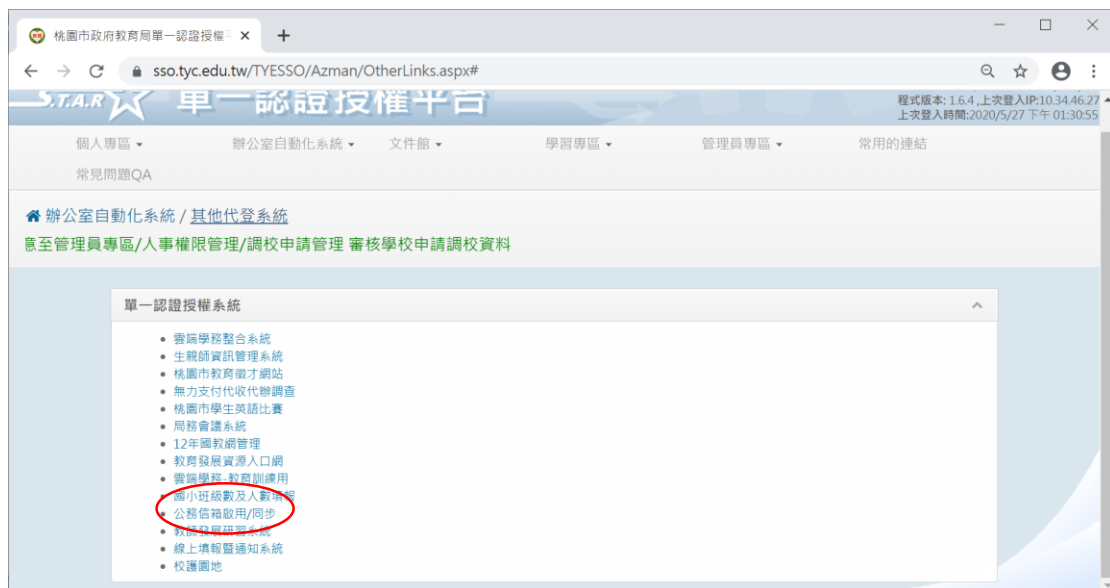 桃園市政府教育局單一認證授權平
sso.tyc.edu.tw/TYESSO/Azman/OtherLinks.aspx#
S.T.A.R 單一認證授權平台
程式版本: 1.6.4 ,上次登入IP:10.34.46.27
上次登入時間:2020/5/27 下午 01:30:55
個人專區 辦公室自動化系統 文件館 學習專區 管理員專區 常用的連結
常見問題QA
辦公室自動化系統 / 其他代登系統
意至管理員專區/人事權限管理/調校申請管理 審核學校申請調校資料
單一認證授權系統
雲端學務整合系統
生親師資訊管理系統
桃園市教育徵才網站
無力支付代收代辦調查
桃園市學生英語比賽
局務會議系統
12年國教網管理
教育發展資源入口網
雲端學務-教育訓練用
國小班級數及人數填報
公務信箱啟用/同步
教師發展研習系統
線上填報暨通知系統
校護園地